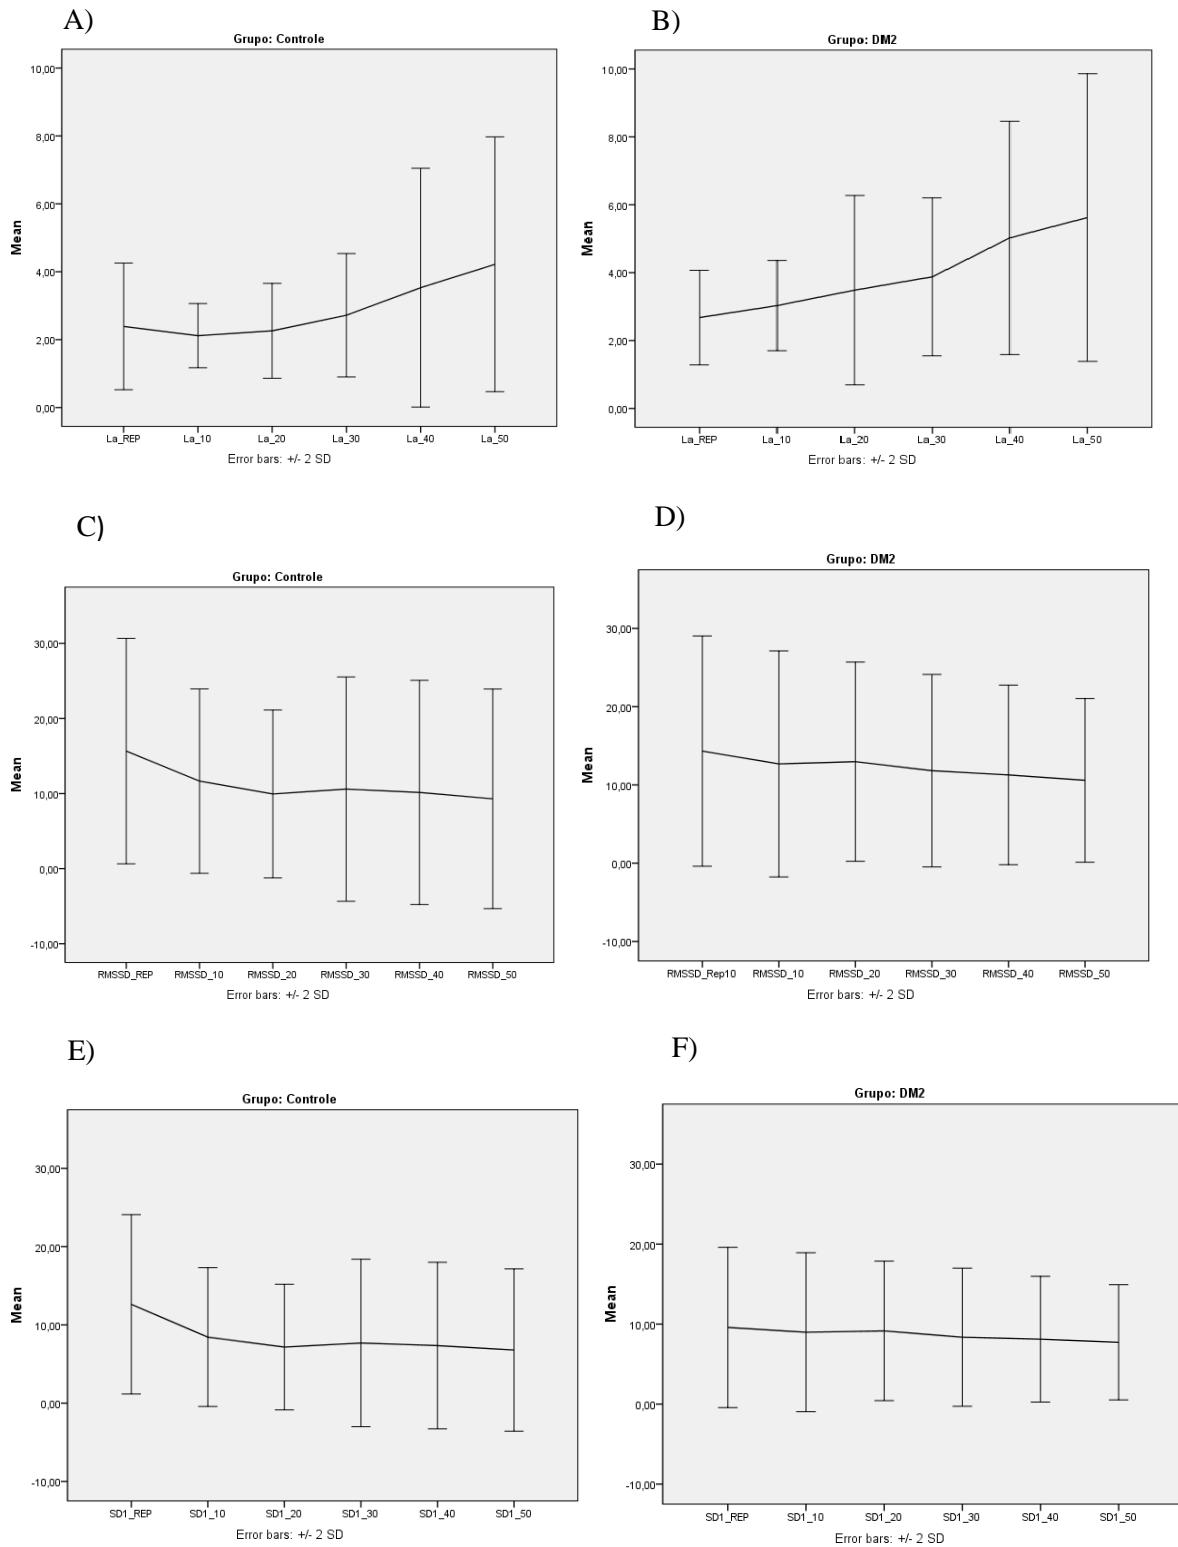 A)
Grupo: Controle
10,00
8,00
6,00
4,00
2,00
0,00
Mean
La_REP La_10 La_20 La_30 La_40 La_50
Error bars: +/- 2 SD
B)
Grupo: DM2
10,00
8,00
6,00
4,00
2,00
0,00
Mean
La_REP La_10 La_20 La_30 La_40 La_50
Error bars: +/- 2 SD
C)
Grupo: Controle
30,00
20,00
10,00
0,00
-10,00
Mean
RMSSD_REP RMSSD_10 RMSSD_20 RMSSD_30 RMSSD_40 RMSSD_50
Error bars: +/- 2 SD
D)
Grupo: DM2
30,00
20,00
10,00
0,00
-10,00
Mean
RMSSD_Rep10 RMSSD_10 RMSSD_20 RMSSD_30 RMSSD_40 RMSSD_50
Error bars: +/- 2 SD
E)
Grupo: Controle
30,00
20,00
10,00
0,00
-10,00
Mean
SD1_REP SD1_10 SD1_20 SD1_30 SD1_40 SD1_50
Error bars: +/- 2 SD
F)
Grupo: DM2
30,00
20,00
10,00
0,00
-10,00
Mean
SD1_REP SD1_10 SD1_20 SD1_30 SD1_40 SD1_50
Error bars: +/- 2 SD